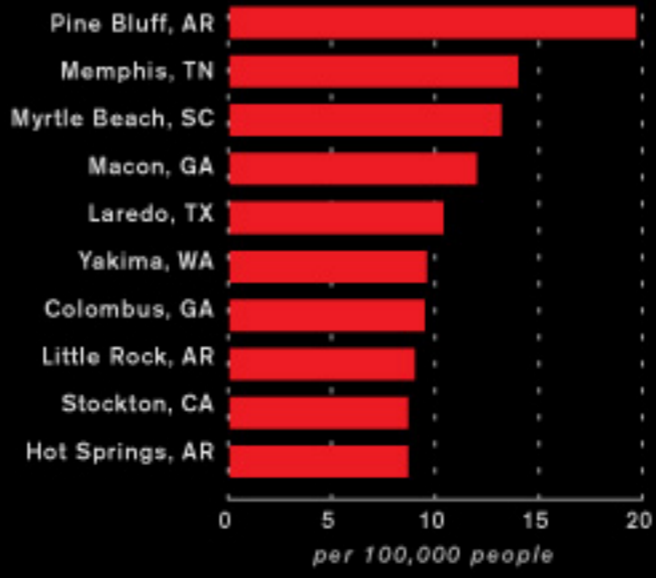 Pine Bluff, AR
Memphis, TN
Myrtle Beach, SC
Macon, GA
Laredo, TX
Yakima, WA
Colombus, GA
Little Rock, AR
Stockton, CA
Hot Springs, AR
0 5 10 15 20
per 100,000 people